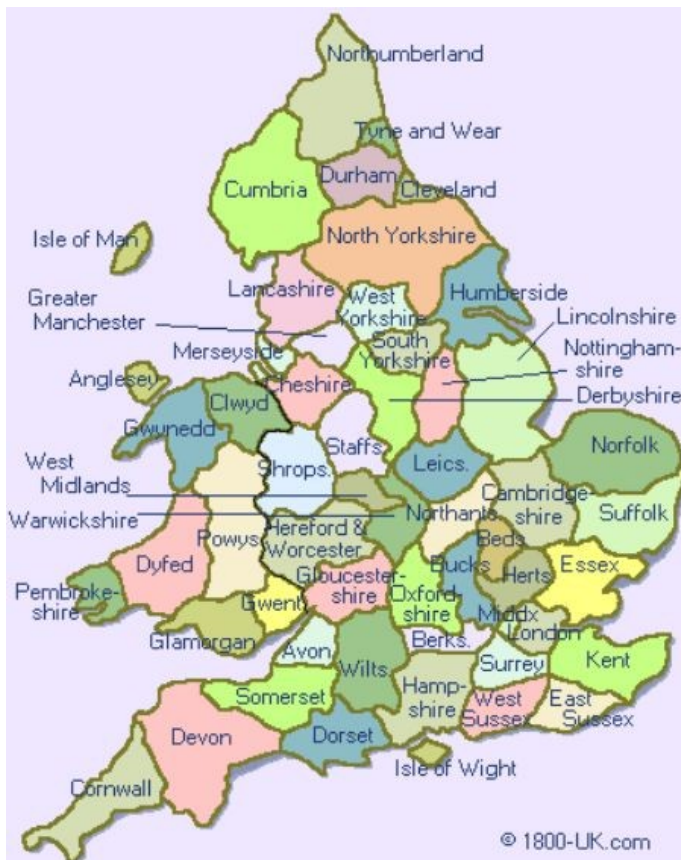 Northumberland
Tyne and Wear
Durham
Cumbria
Cleveland
Isle of Man
North Yorkshire
Lancashire
West
Yorkshire
Humberside
Greater
Manchester
Lincolnshire
South
Yorkshire
Merseyside
Nottingham-
shire
Anglesey
Cheshire
Derbyshire
Clwyd
Gwynedd
Staffs.
Norfolk
Shrops.
Leics.
West
Midlands
Cambridge-
shire
Warwickshire
Northants
Suffolk
Powys
Hereford &
Worcester
Beds
Dyfed
Bucks
Herts
Essex
Gloucester-
shire
Pembroke-
shire
Oxford-
shire
Gwent
Middx
Glamorgan
London
Avon
Berks.
Wilts.
Surrey
Kent
Somerset
Hamp-
shire
West
Sussex
East
Sussex
Devon
Dorset
Isle of Wight
Cornwall
© 1800-UK.com